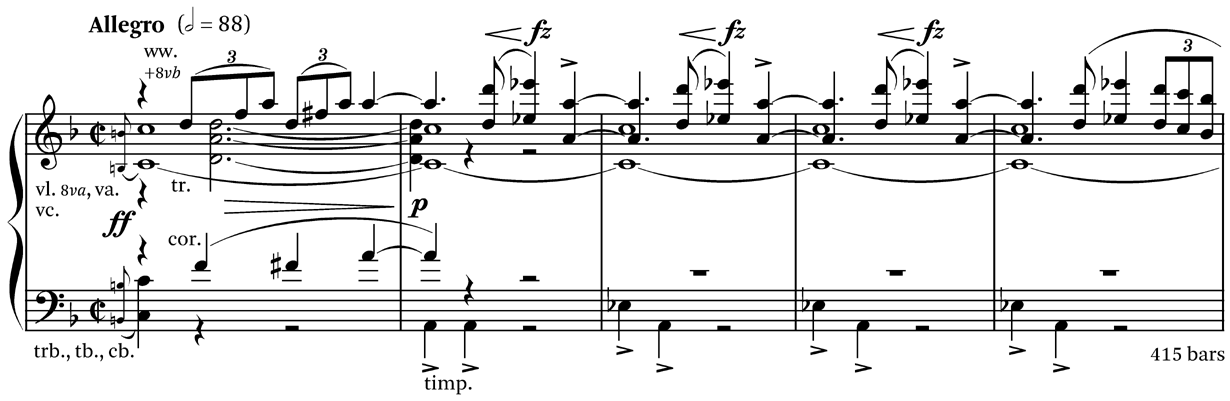 Allegro (𝅗𝅥 = 88)
ww.
+8vb
3 3
fz fz fz
3
vl. 8va, va.
vc.
tr.
ff
p
cor.
trb., tb., cb.
timp.
415 bars